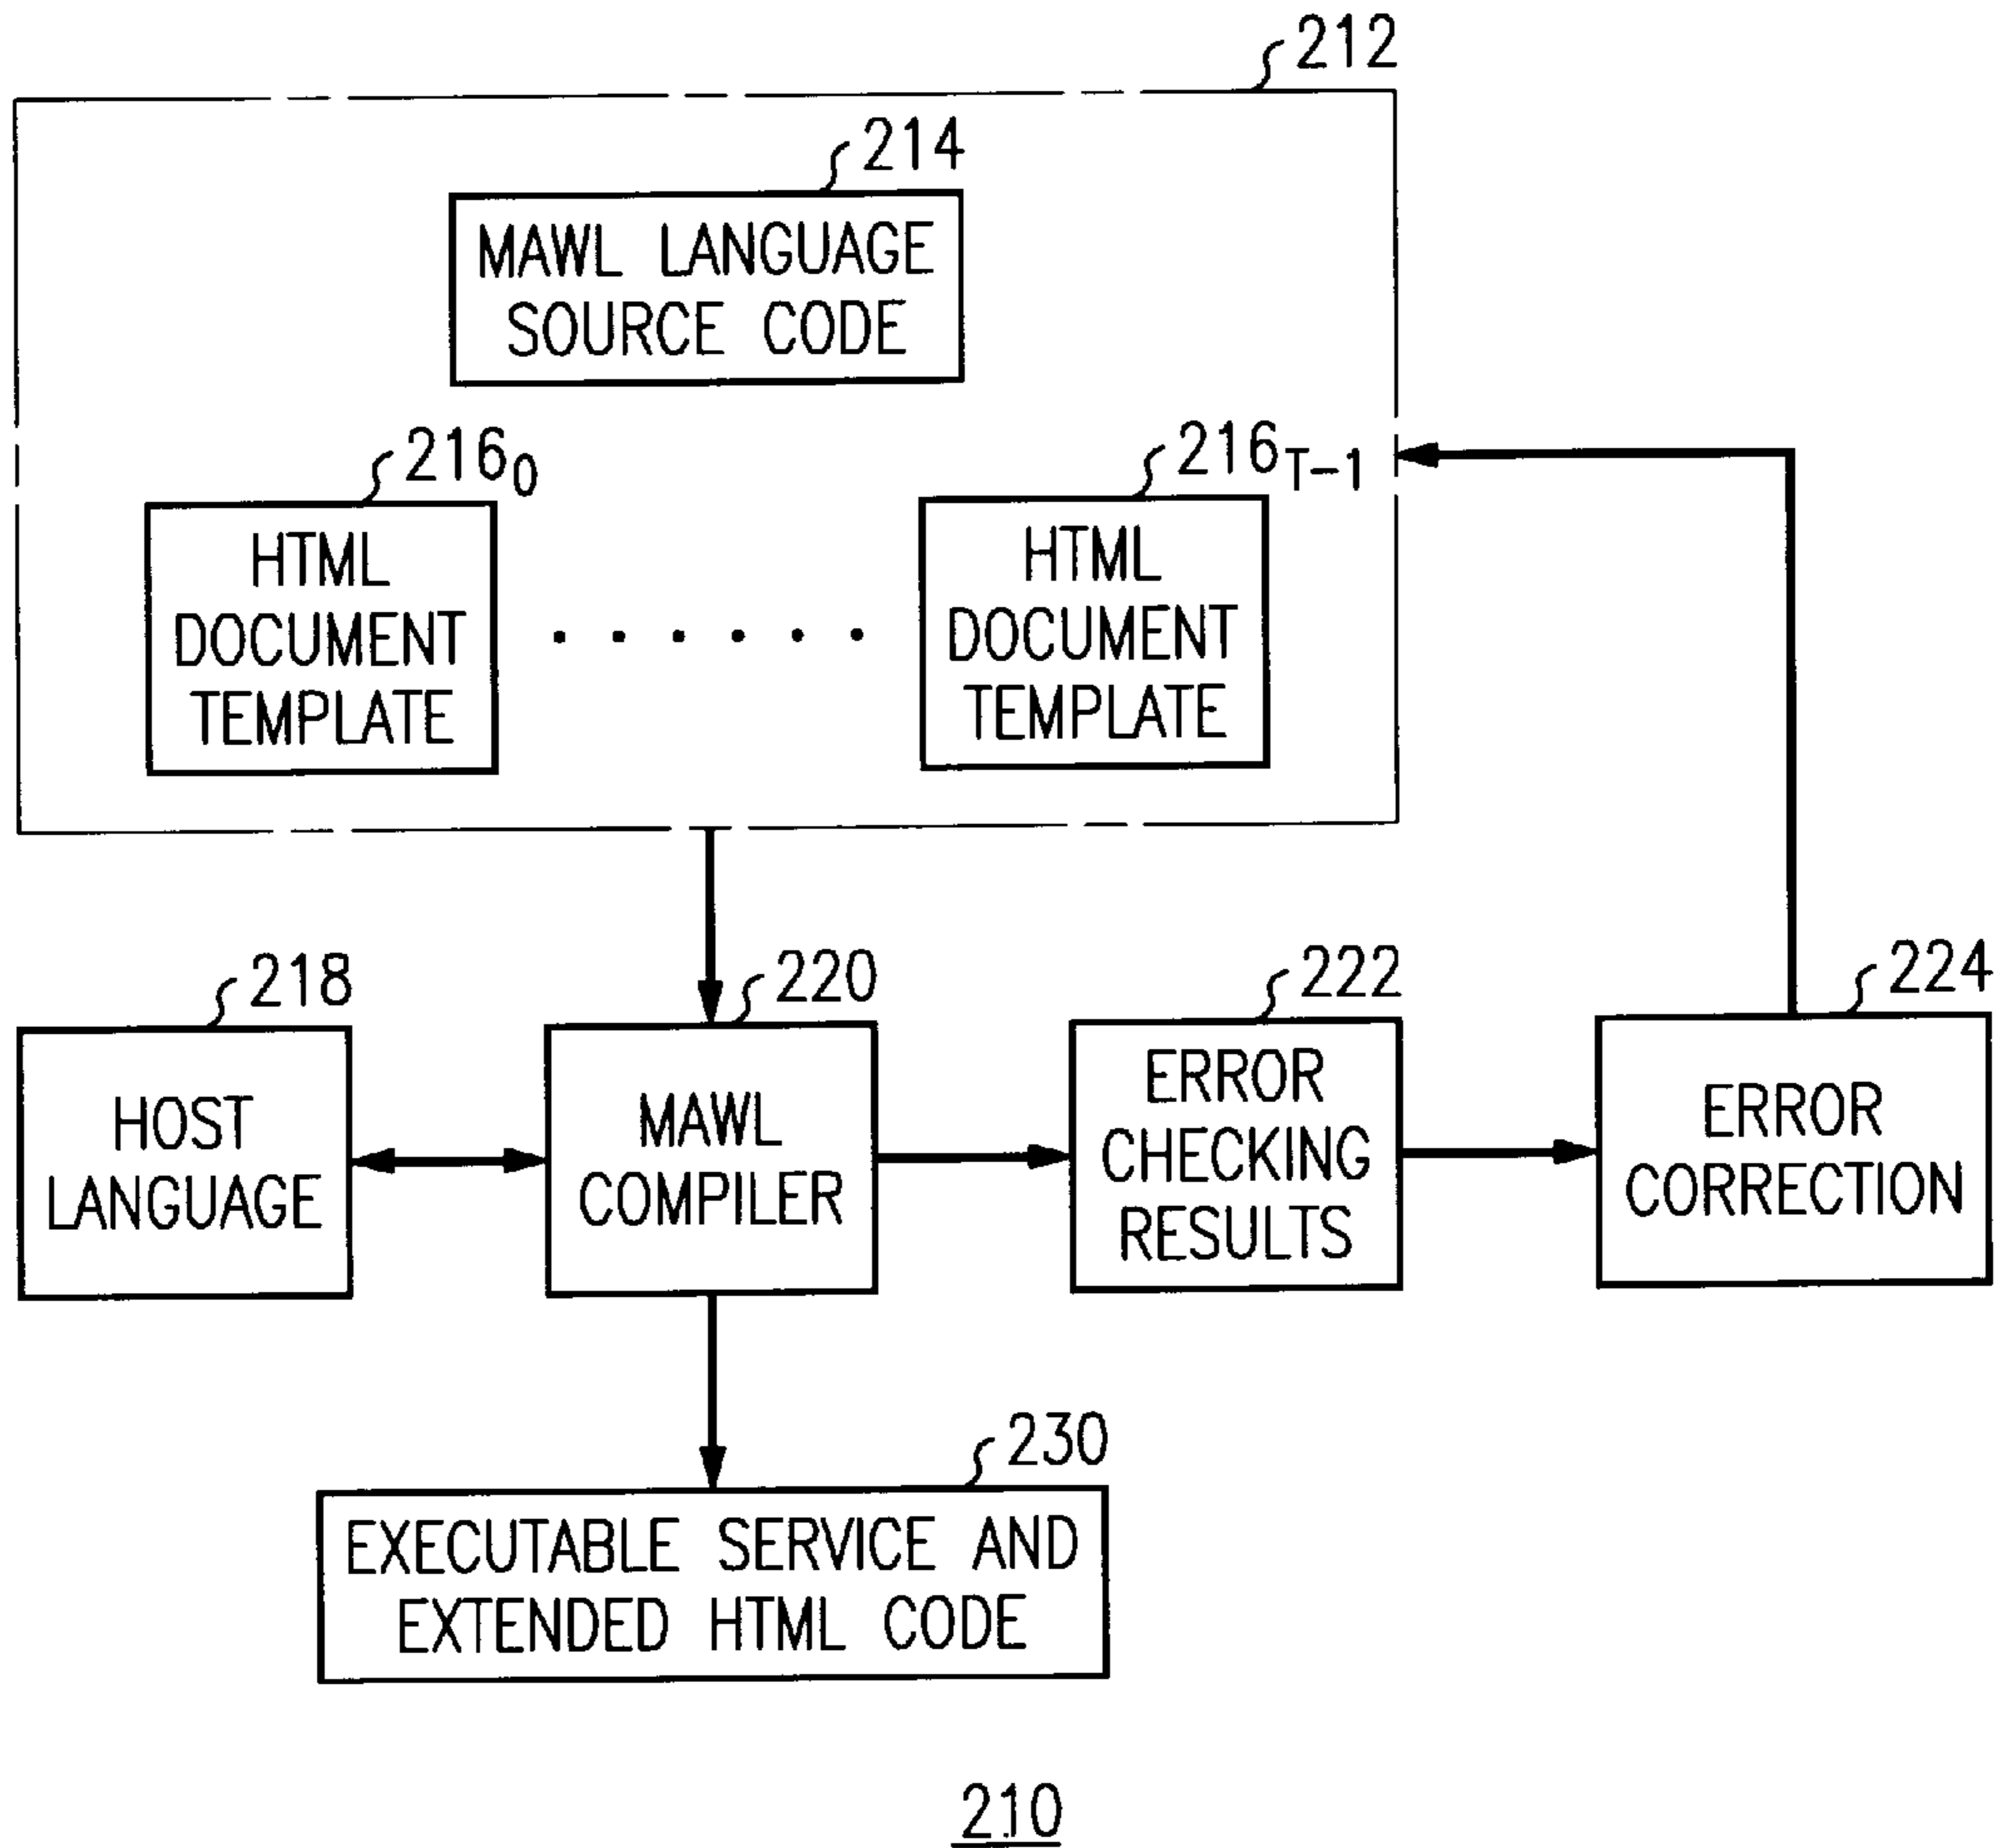 212
214
MAWL LANGUAGE
SOURCE CODE
216₀
216T-1
HTML
DOCUMENT
TEMPLATE
. . . . . .
HTML
DOCUMENT
TEMPLATE
218
220
222
224
HOST
LANGUAGE
MAWL
COMPILER
ERROR
CHECKING
RESULTS
ERROR
CORRECTION
230
EXECUTABLE SERVICE AND
EXTENDED HTML CODE
210